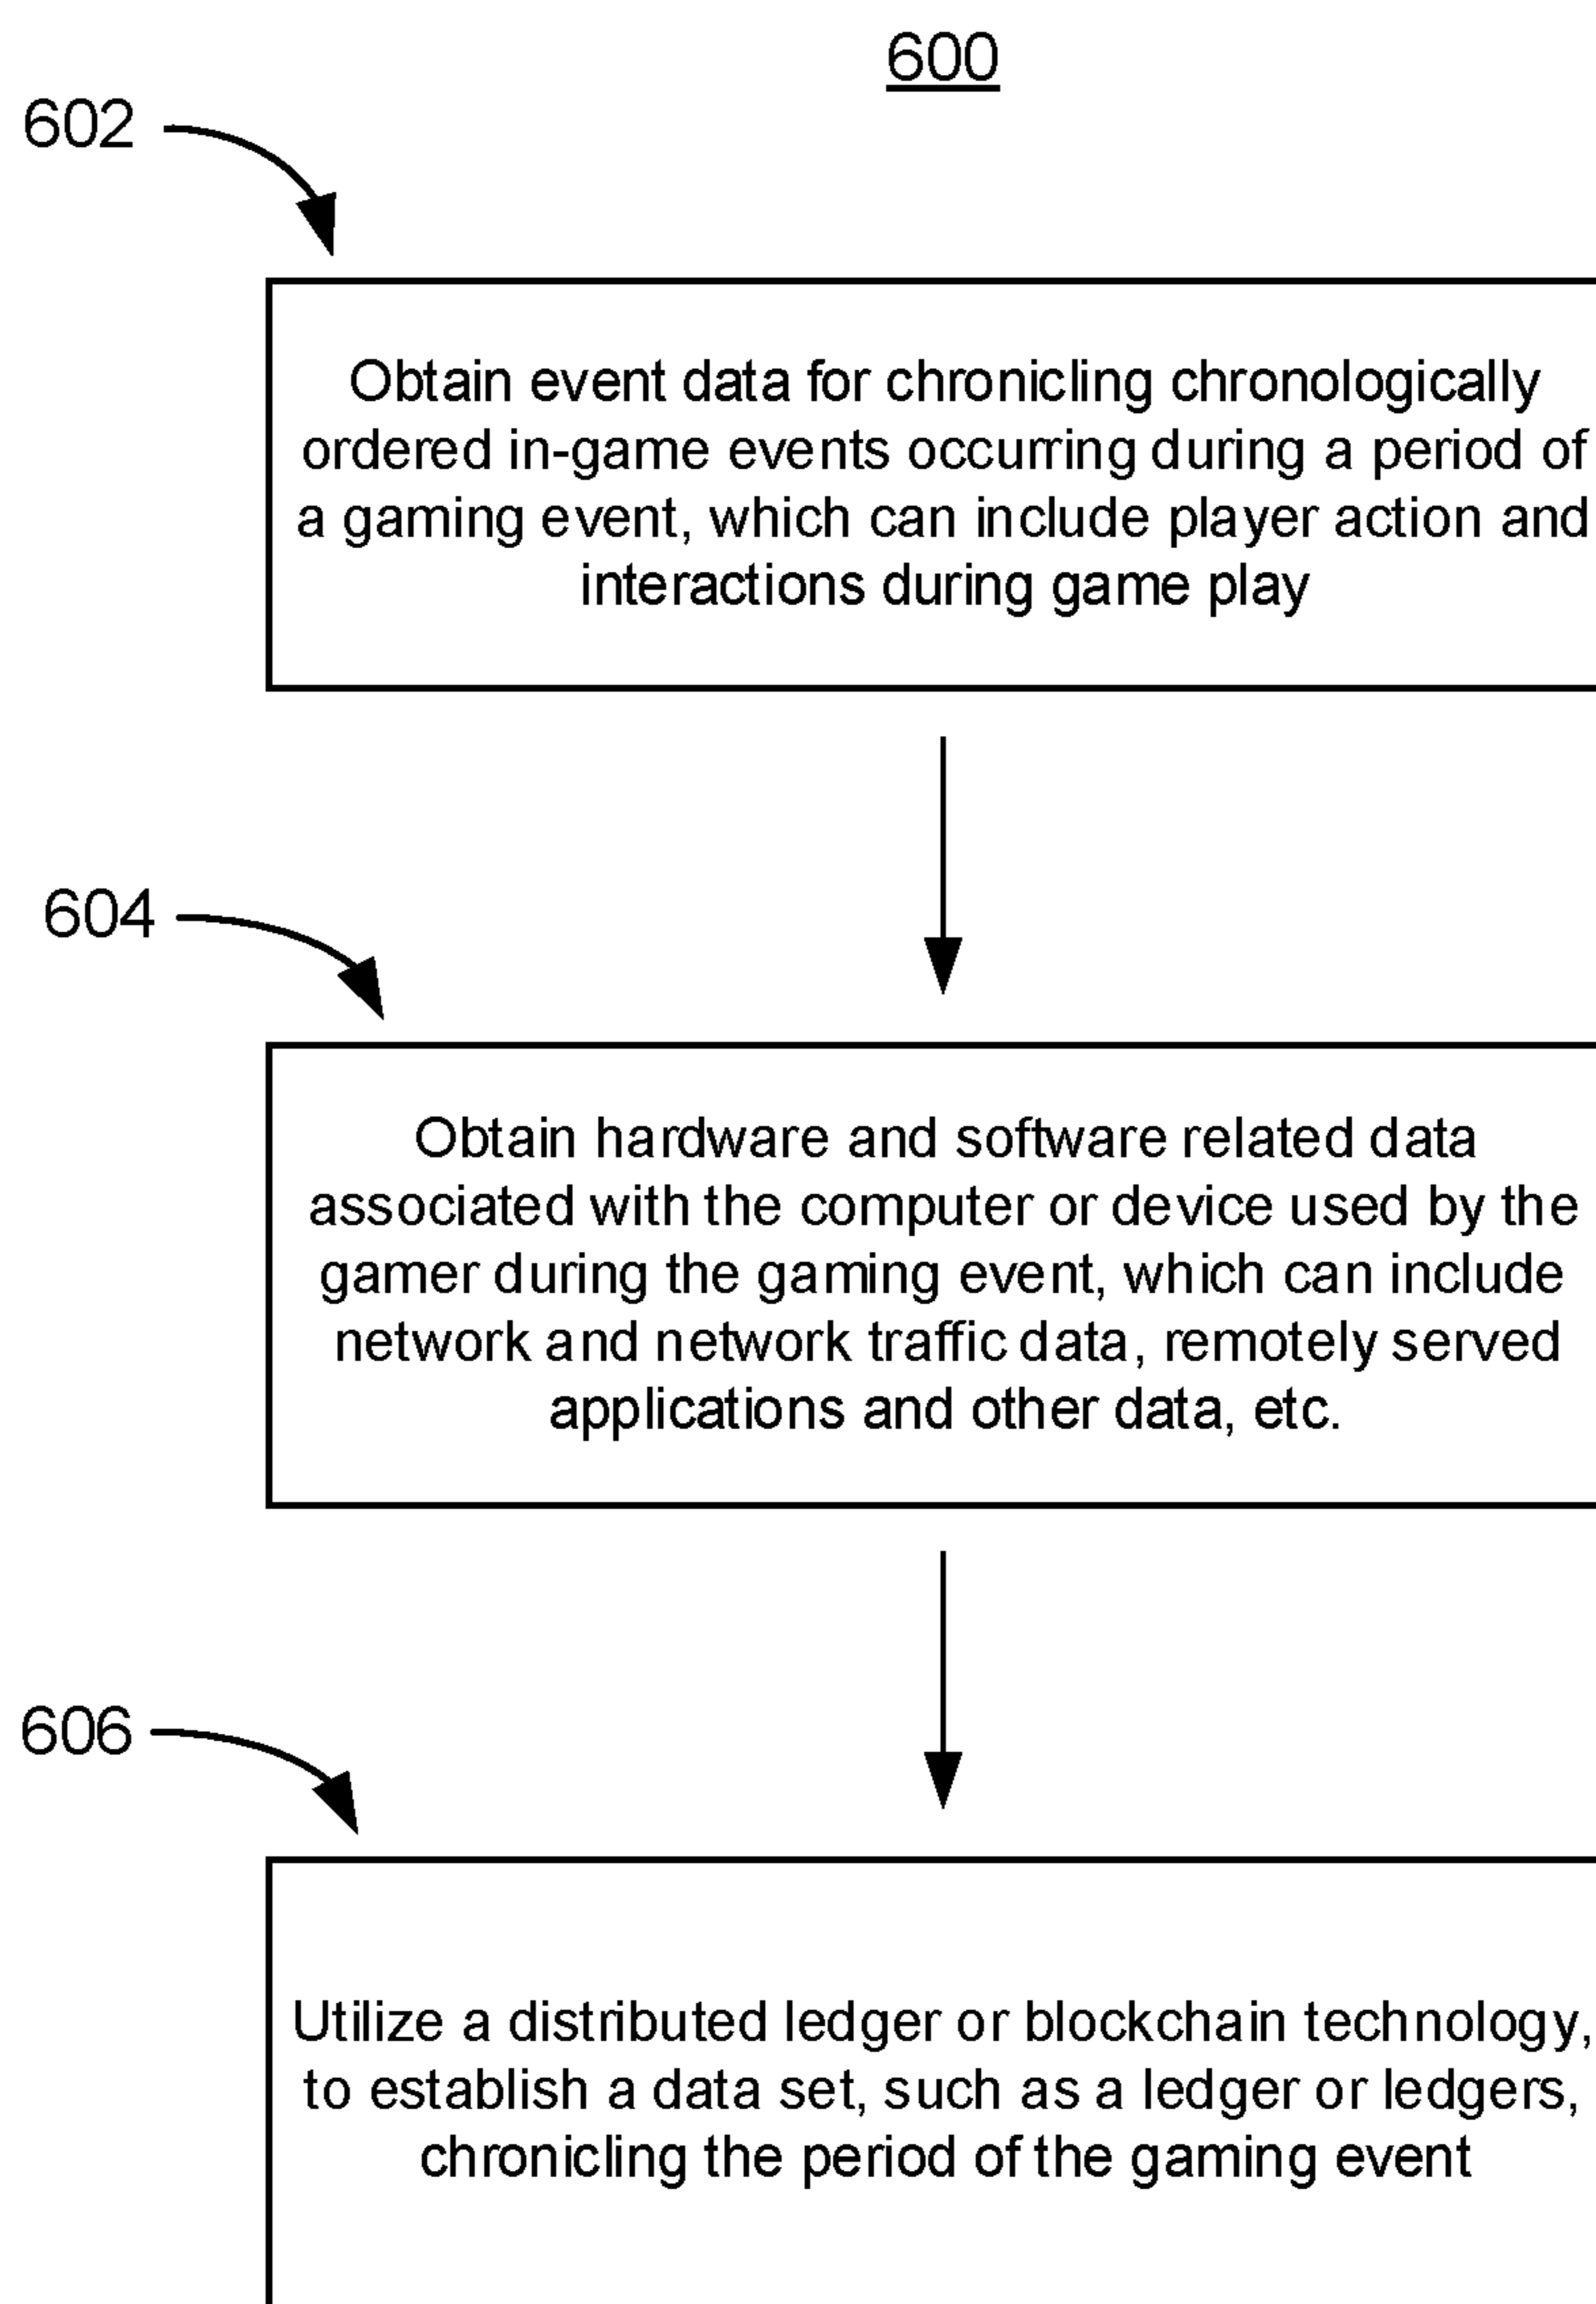 600
602
Obtain event data for chronicling chronologically
ordered in-game events occurring during a period of
a gaming event, which can include player action and
interactions during game play
604
Obtain hardware and software related data
associated with the computer or device used by the
gamer during the gaming event, which can include
network and network traffic data, remotely served
applications and other data, etc.
606
Utilize a distributed ledger or blockchain technology,
to establish a data set, such as a ledger or ledgers,
chronicling the period of the gaming event